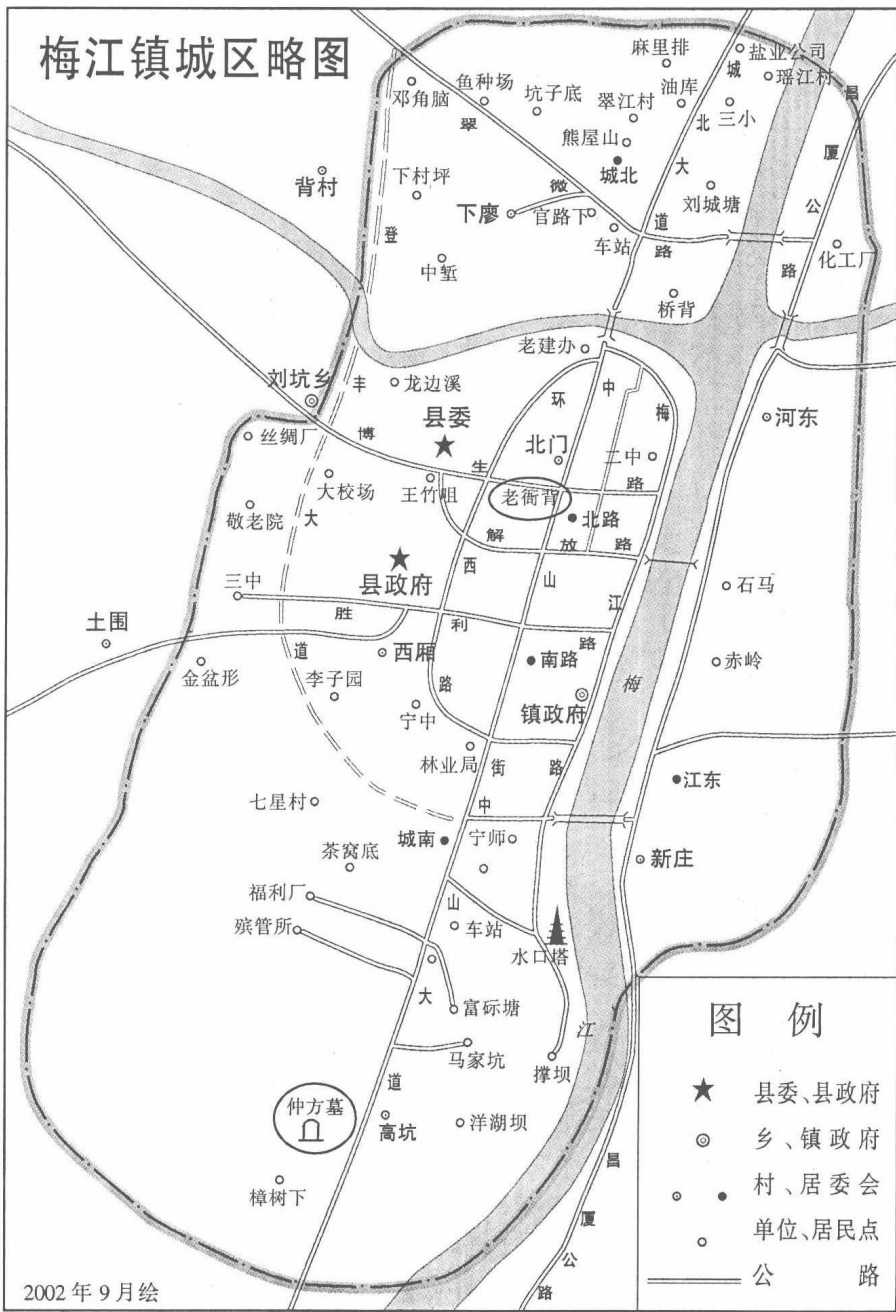 梅江镇城区略图
麻里排
盐业公司
瑶江村
邓角脑
鱼种场
坑子底
翠江村
油库
三小
熊屋山
城北
背村
下村坪
下廖
官路下
车站
刘城塘
化工厂
中堑
桥背
翠微路
城北大道
昌厦公路
登丰大道
老建办
刘坑乡
龙边溪
县委
北门
二中
河东
丝绸厂
大校场
王竹咀
老衙背
北路
敬老院
博生路
环西路
中山街
梅江路
解放路
县政府
三中
石马
土围
胜利路
西厢
南路
赤岭
金盆形
李子园
宁中
镇政府
林业局
江东
七星村
城南
宁师
新庄
茶窝底
福利厂
殡管所
车站
水口塔
富砾塘
马家坑
撑坝
中山大道
梅江
仲方墓
高坑
洋湖坝
樟树下
昌厦公路
图例
县委、县政府
乡、镇政府
村、居委会
单位、居民点
公路
2002年9月绘